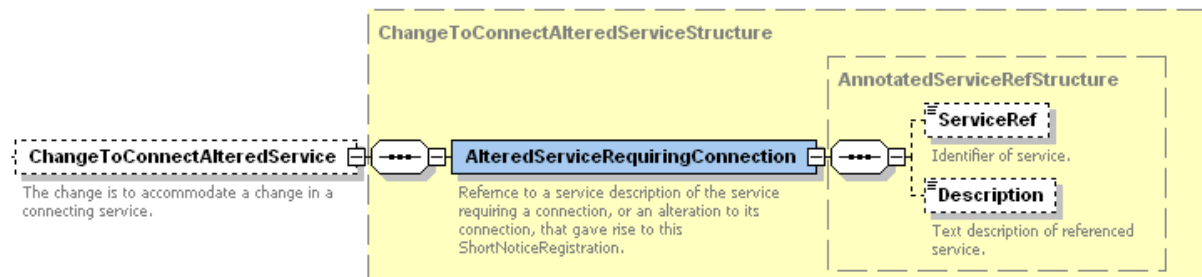 ChangeToConnectAlteredServiceStructure
AnnotatedServiceRefStructure
ChangeToConnectAlteredService
The change is to accommodate a change in a
connecting service.
AlteredServiceRequiringConnection
Refernce to a service description of the service
requiring a connection, or an alteration to its
connection, that gave rise to this
ShortNoticeRegistration.
ServiceRef
Identifier of service.
Description
Text description of referenced
service.